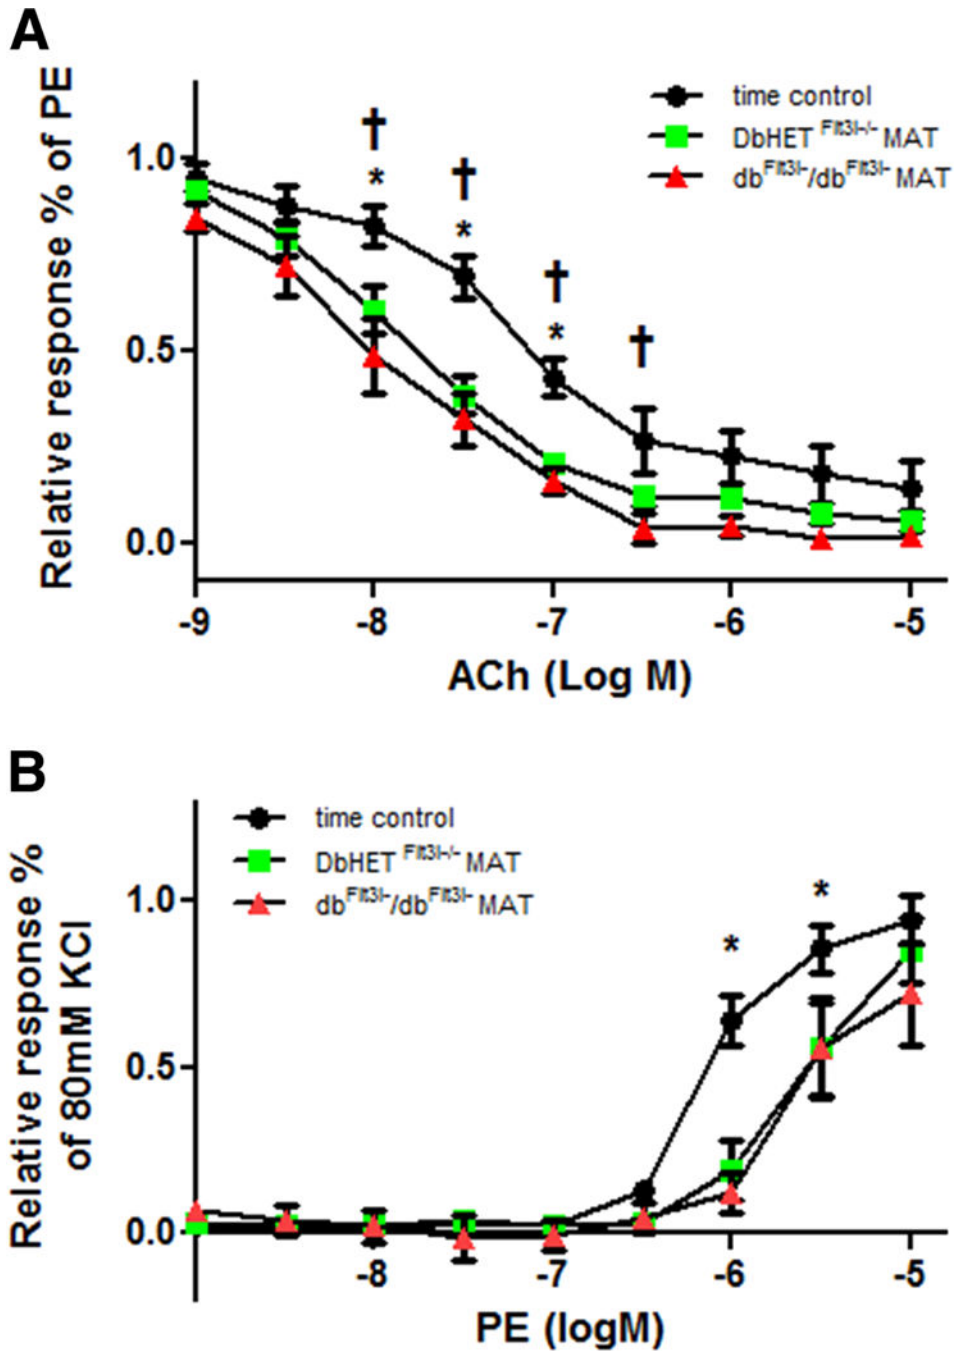 A
Relative response % of PE
time control
DbHET Flt3l-/- MAT
dbFlt3l-/dbFlt3l- MAT
† † † †
* * *
1.0
0.5
0.0
-9 -8 -7 -6 -5
ACh (Log M)
B
Relative response %
of 80mM KCl
time control
DbHET Flt3l-/- MAT
dbFlt3l-/dbFlt3l- MAT
* *
1.0
0.5
0.0
-8 -7 -6 -5
PE (logM)